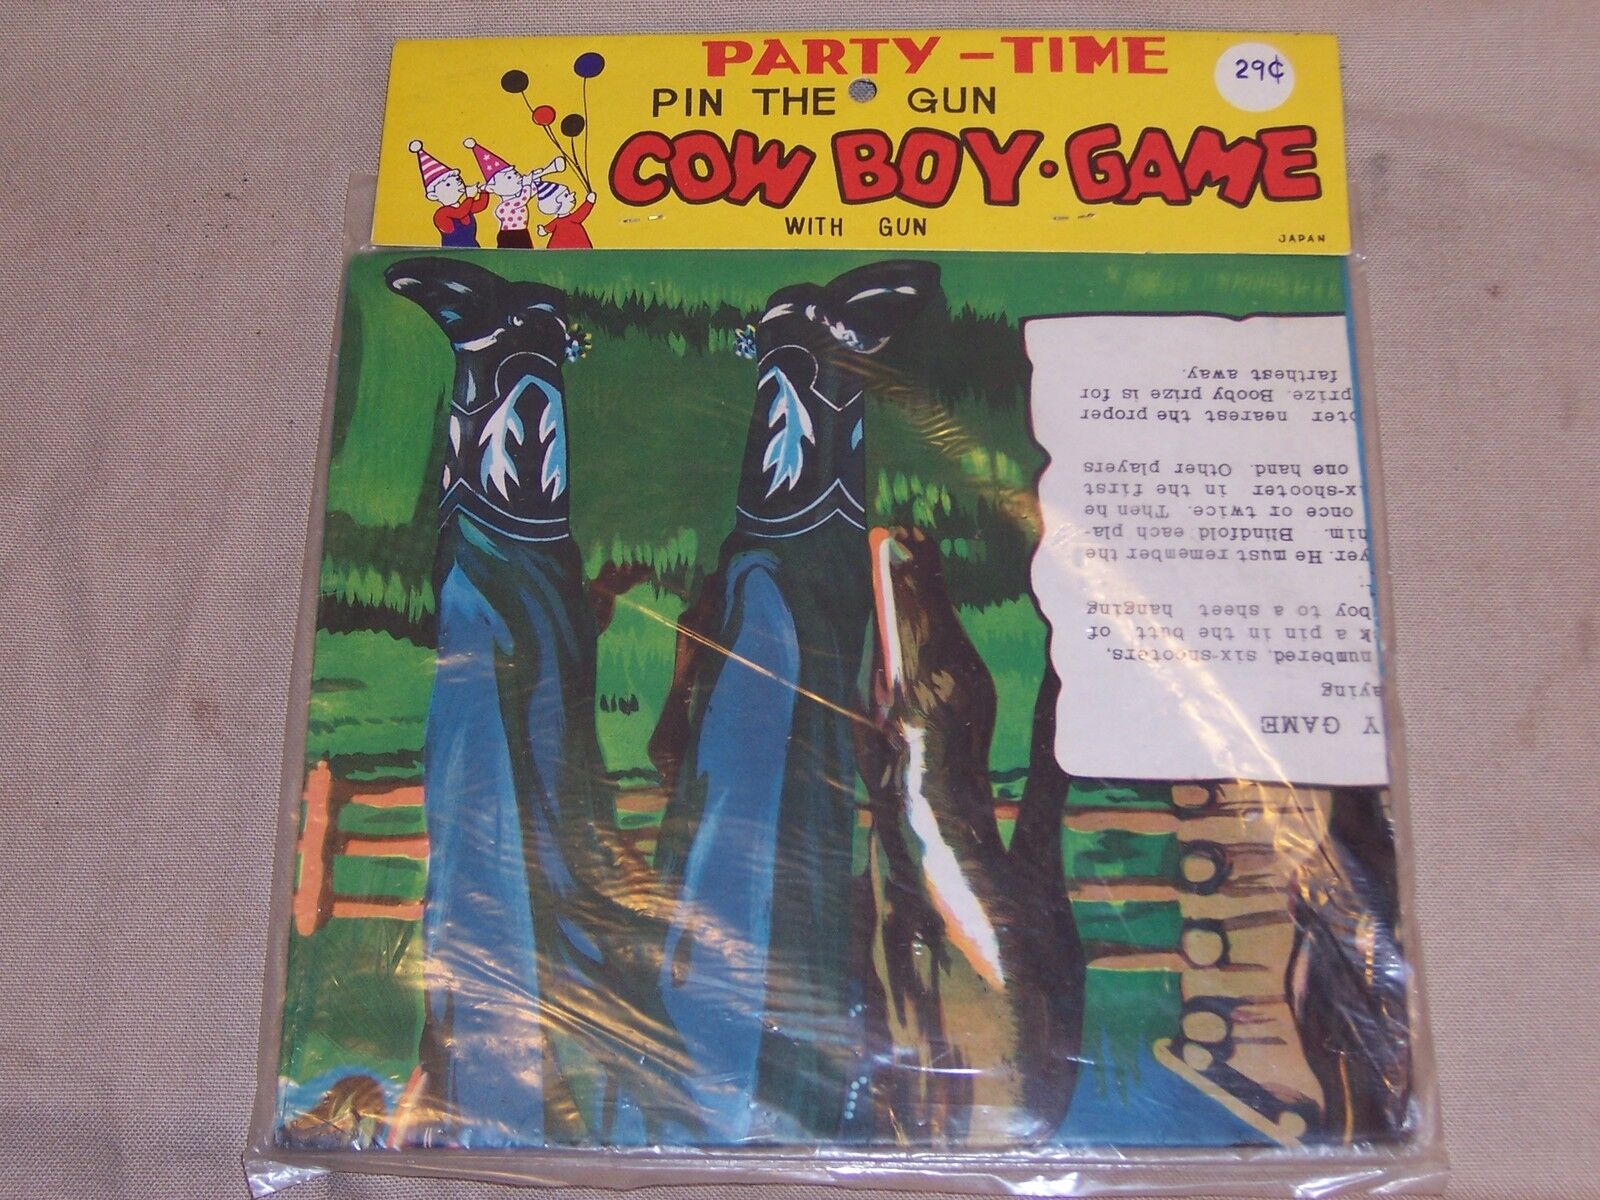 PARTY-TIME
29¢
PIN THE GUN
COW BOY·GAME
WITH GUN
JAPAN
Y GAME
aying
numbered, six-shooters,
k a pin in the butt of
boy to a sheet hanging
yer. He must remember the
him. Blindfold each pla-
once or twice. Then he
x-shooter in the first
one hand. Other players
oter nearest the proper
prize. Booby prize is for
farthest away.